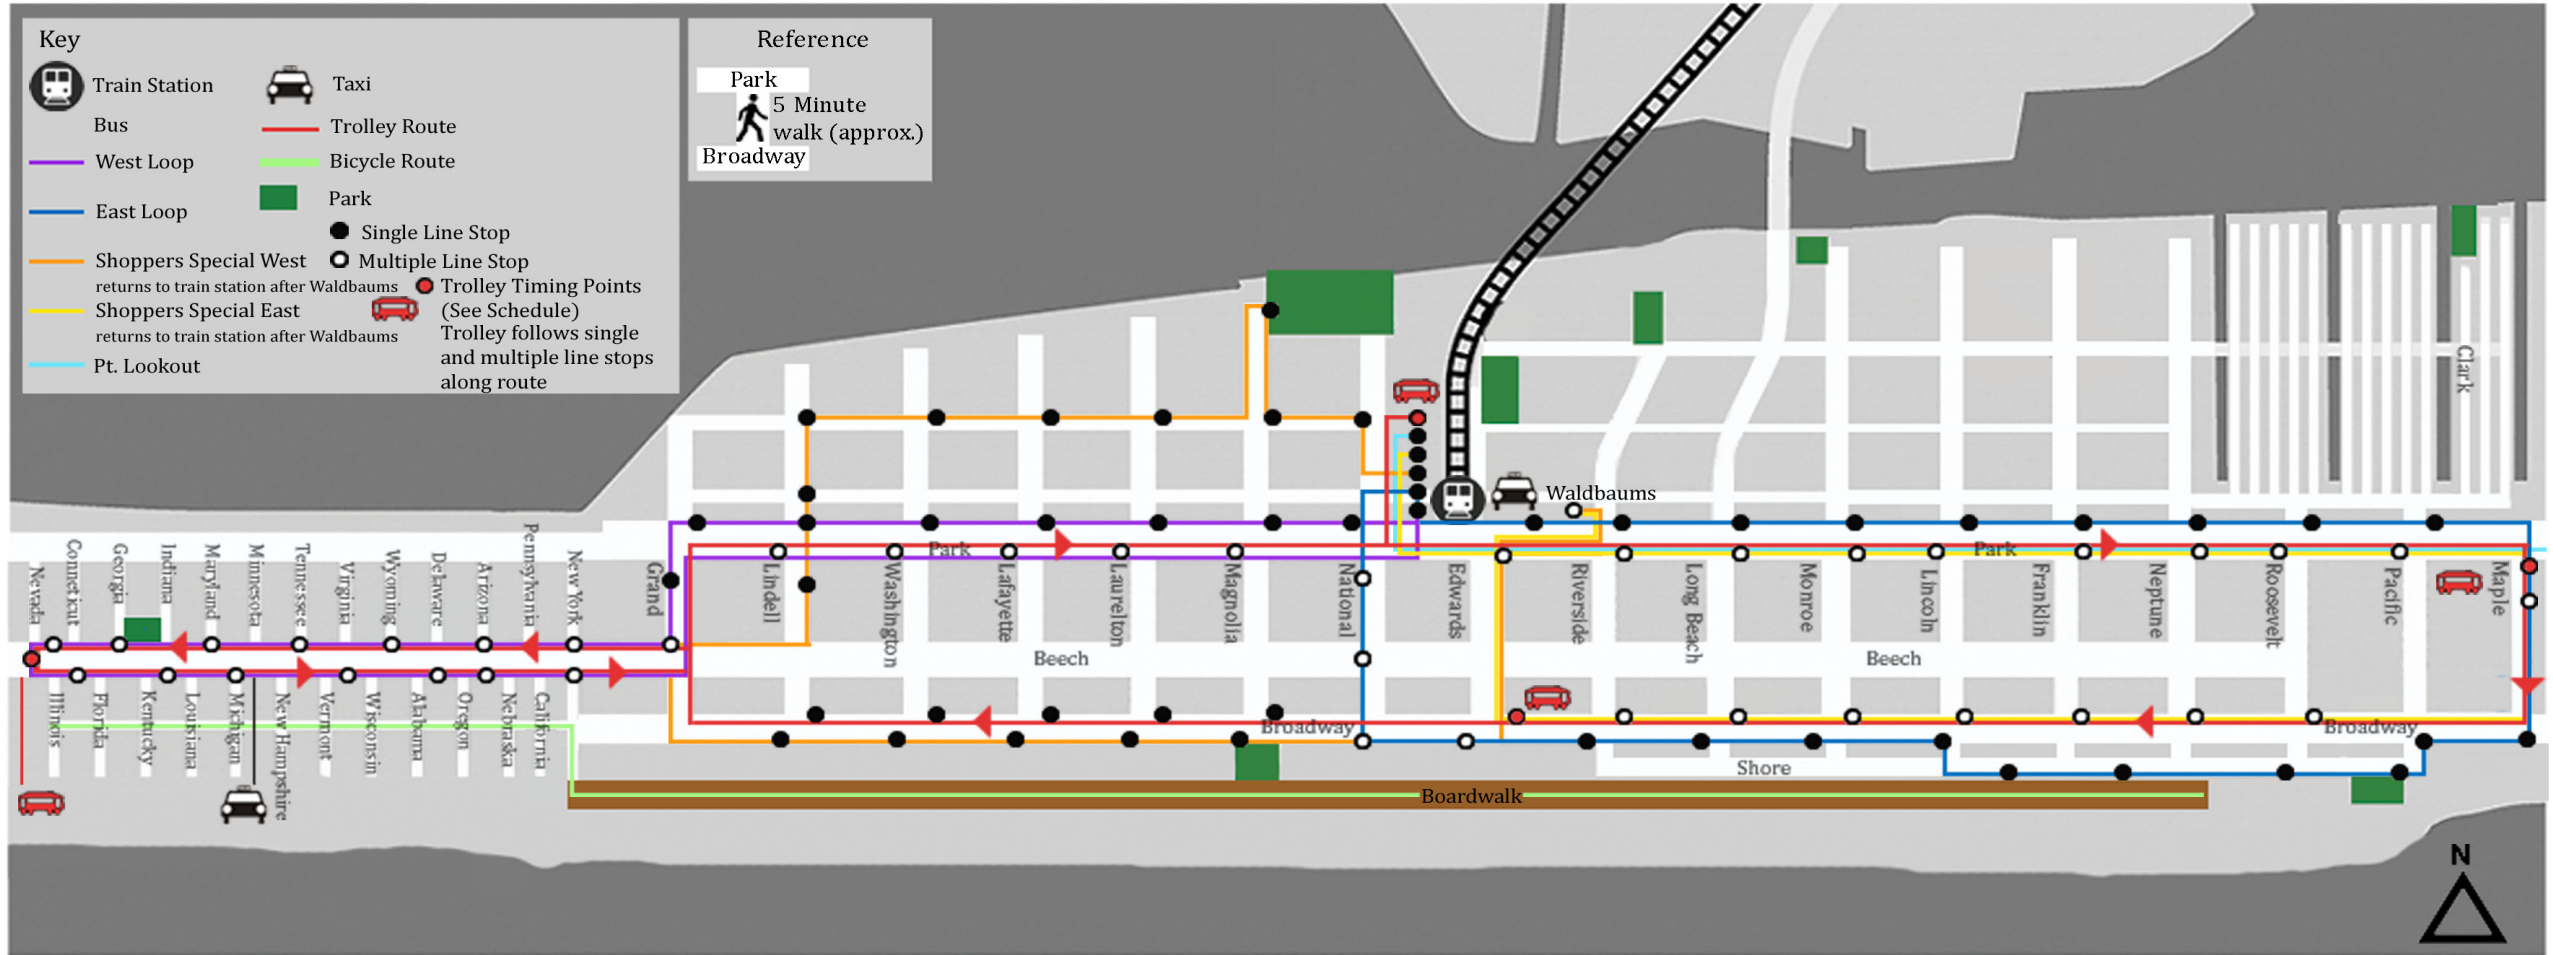 Key
Train Station
Taxi
Bus
Trolley Route
West Loop
Bicycle Route
Park
East Loop
Single Line Stop
Shoppers Special West
Multiple Line Stop
returns to train station after Waldbaums
Trolley Timing Points
(See Schedule)
Shoppers Special East
returns to train station after Waldbaums
Trolley follows single
and multiple line stops
along route
Pt. Lookout
Reference
Park
5 Minute
walk (approx.)
Broadway
Clark
Waldbaums
Park
Park
Nevada
Connecticut
Georgia
Indiana
Maryland
Minnesota
Tennessee
Virginia
Wyoming
Delaware
Arizona
Pennsylvania
New York
Grand
Lindell
Washington
Lafayette
Laurelton
Magnolia
National
Edwards
Riverside
Long Beach
Monroe
Lincoln
Franklin
Neptune
Roosevelt
Pacific
Maple
Beech
Beech
Illinois
Florida
Kentucky
Louisiana
Michigan
New Hampshire
Vermont
Wisconsin
Alabama
Oregon
Nebraska
California
Broadway
Broadway
Shore
Boardwalk
N